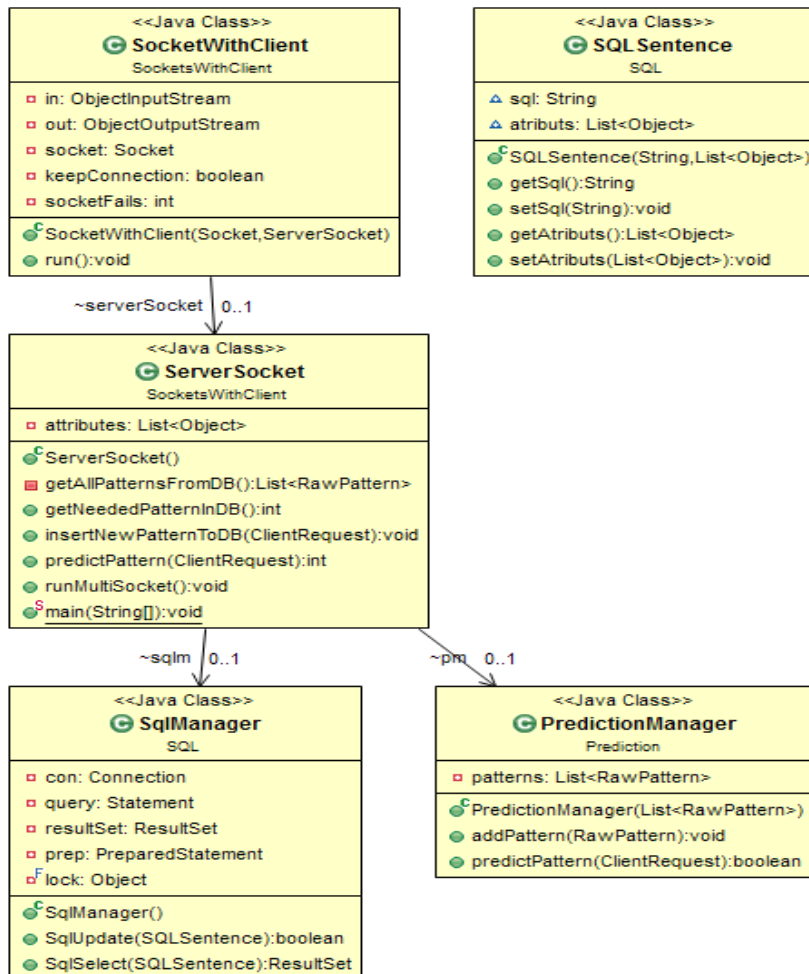 <<Java Class>>
C SocketWithClient
SocketsWithClient
in: ObjectInputStream
out: ObjectOutputStream
socket: Socket
keepConnection: boolean
socketFails: int
C SocketWithClient(Socket,ServerSocket)
run():void
<<Java Class>>
C SQLSentence
SQL
sql: String
atributs: List<Object>
C SQLSentence(String,List<Object>)
getSql():String
setSql(String):void
getAtributs():List<Object>
setAtributs(List<Object>):void
~serverSocket 0..1
<<Java Class>>
C ServerSocket
SocketsWithClient
attributes: List<Object>
C ServerSocket()
getAllPatternsFromDB():List<RawPattern>
getNeededPatternInDB():int
insertNewPatternToDB(ClientRequest):void
predictPattern(ClientRequest):int
runMultiSocket():void
S main(String[]):void
~sqlm 0..1
~pm 0..1
<<Java Class>>
C SqlManager
SQL
con: Connection
query: Statement
resultSet: ResultSet
prep: PreparedStatement
F lock: Object
C SqlManager()
SqlUpdate(SQLSentence):boolean
SqlSelect(SQLSentence):ResultSet
<<Java Class>>
C PredictionManager
Prediction
patterns: List<RawPattern>
C PredictionManager(List<RawPattern>)
addPattern(RawPattern):void
predictPattern(ClientRequest):boolean